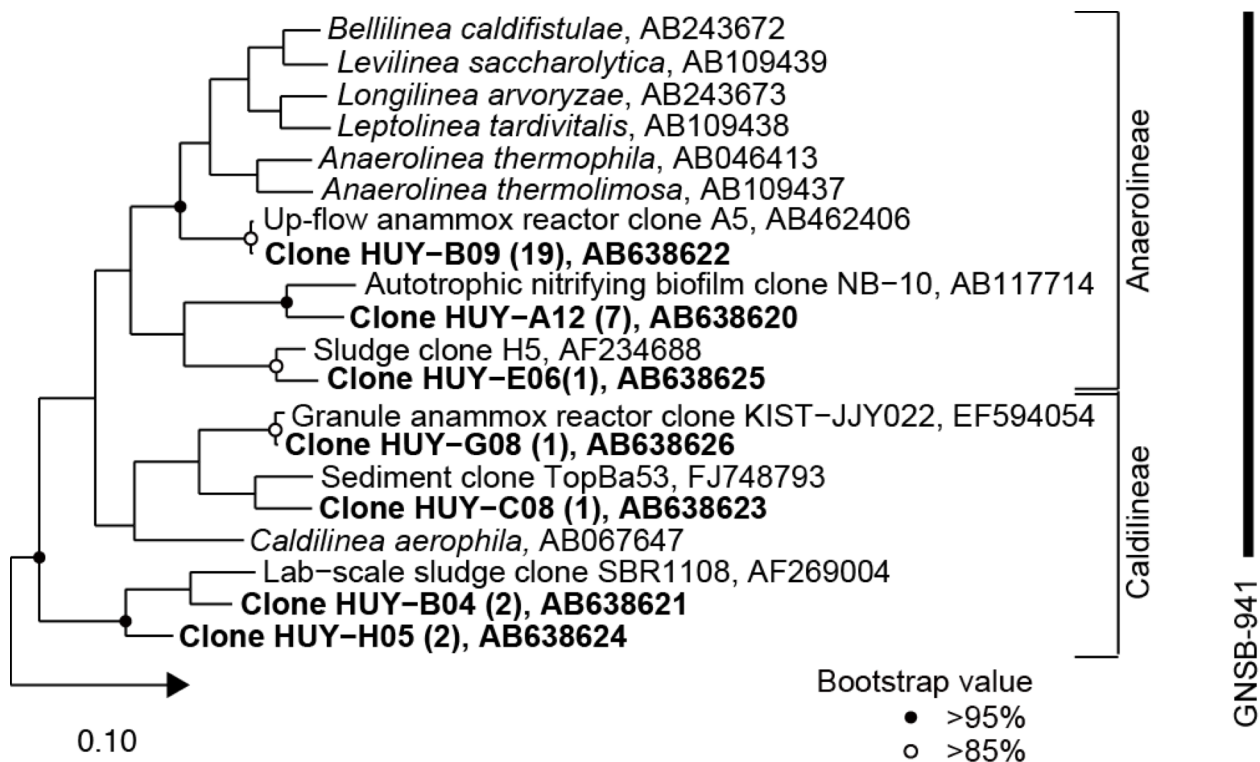 Bellilinea caldifistulae, AB243672
Levilinea saccharolytica, AB109439
Longilinea arvoryzae, AB243673
Leptolinea tardivitalis, AB109438
Anaerolinea thermophila, AB046413
Anaerolinea thermolimosa, AB109437
Up-flow anammox reactor clone A5, AB462406
Clone HUY−B09 (19), AB638622
Autotrophic nitrifying biofilm clone NB−10, AB117714
Clone HUY−A12 (7), AB638620
Sludge clone H5, AF234688
Clone HUY−E06(1), AB638625
Granule anammox reactor clone KIST−JJY022, EF594054
Clone HUY−G08 (1), AB638626
Sediment clone TopBa53, FJ748793
Clone HUY−C08 (1), AB638623
Caldilinea aerophila, AB067647
Lab−scale sludge clone SBR1108, AF269004
Clone HUY−B04 (2), AB638621
Clone HUY−H05 (2), AB638624
Anaerolineae
Caldilineae
GNSB-941
0.10
Bootstrap value
>95%
>85%